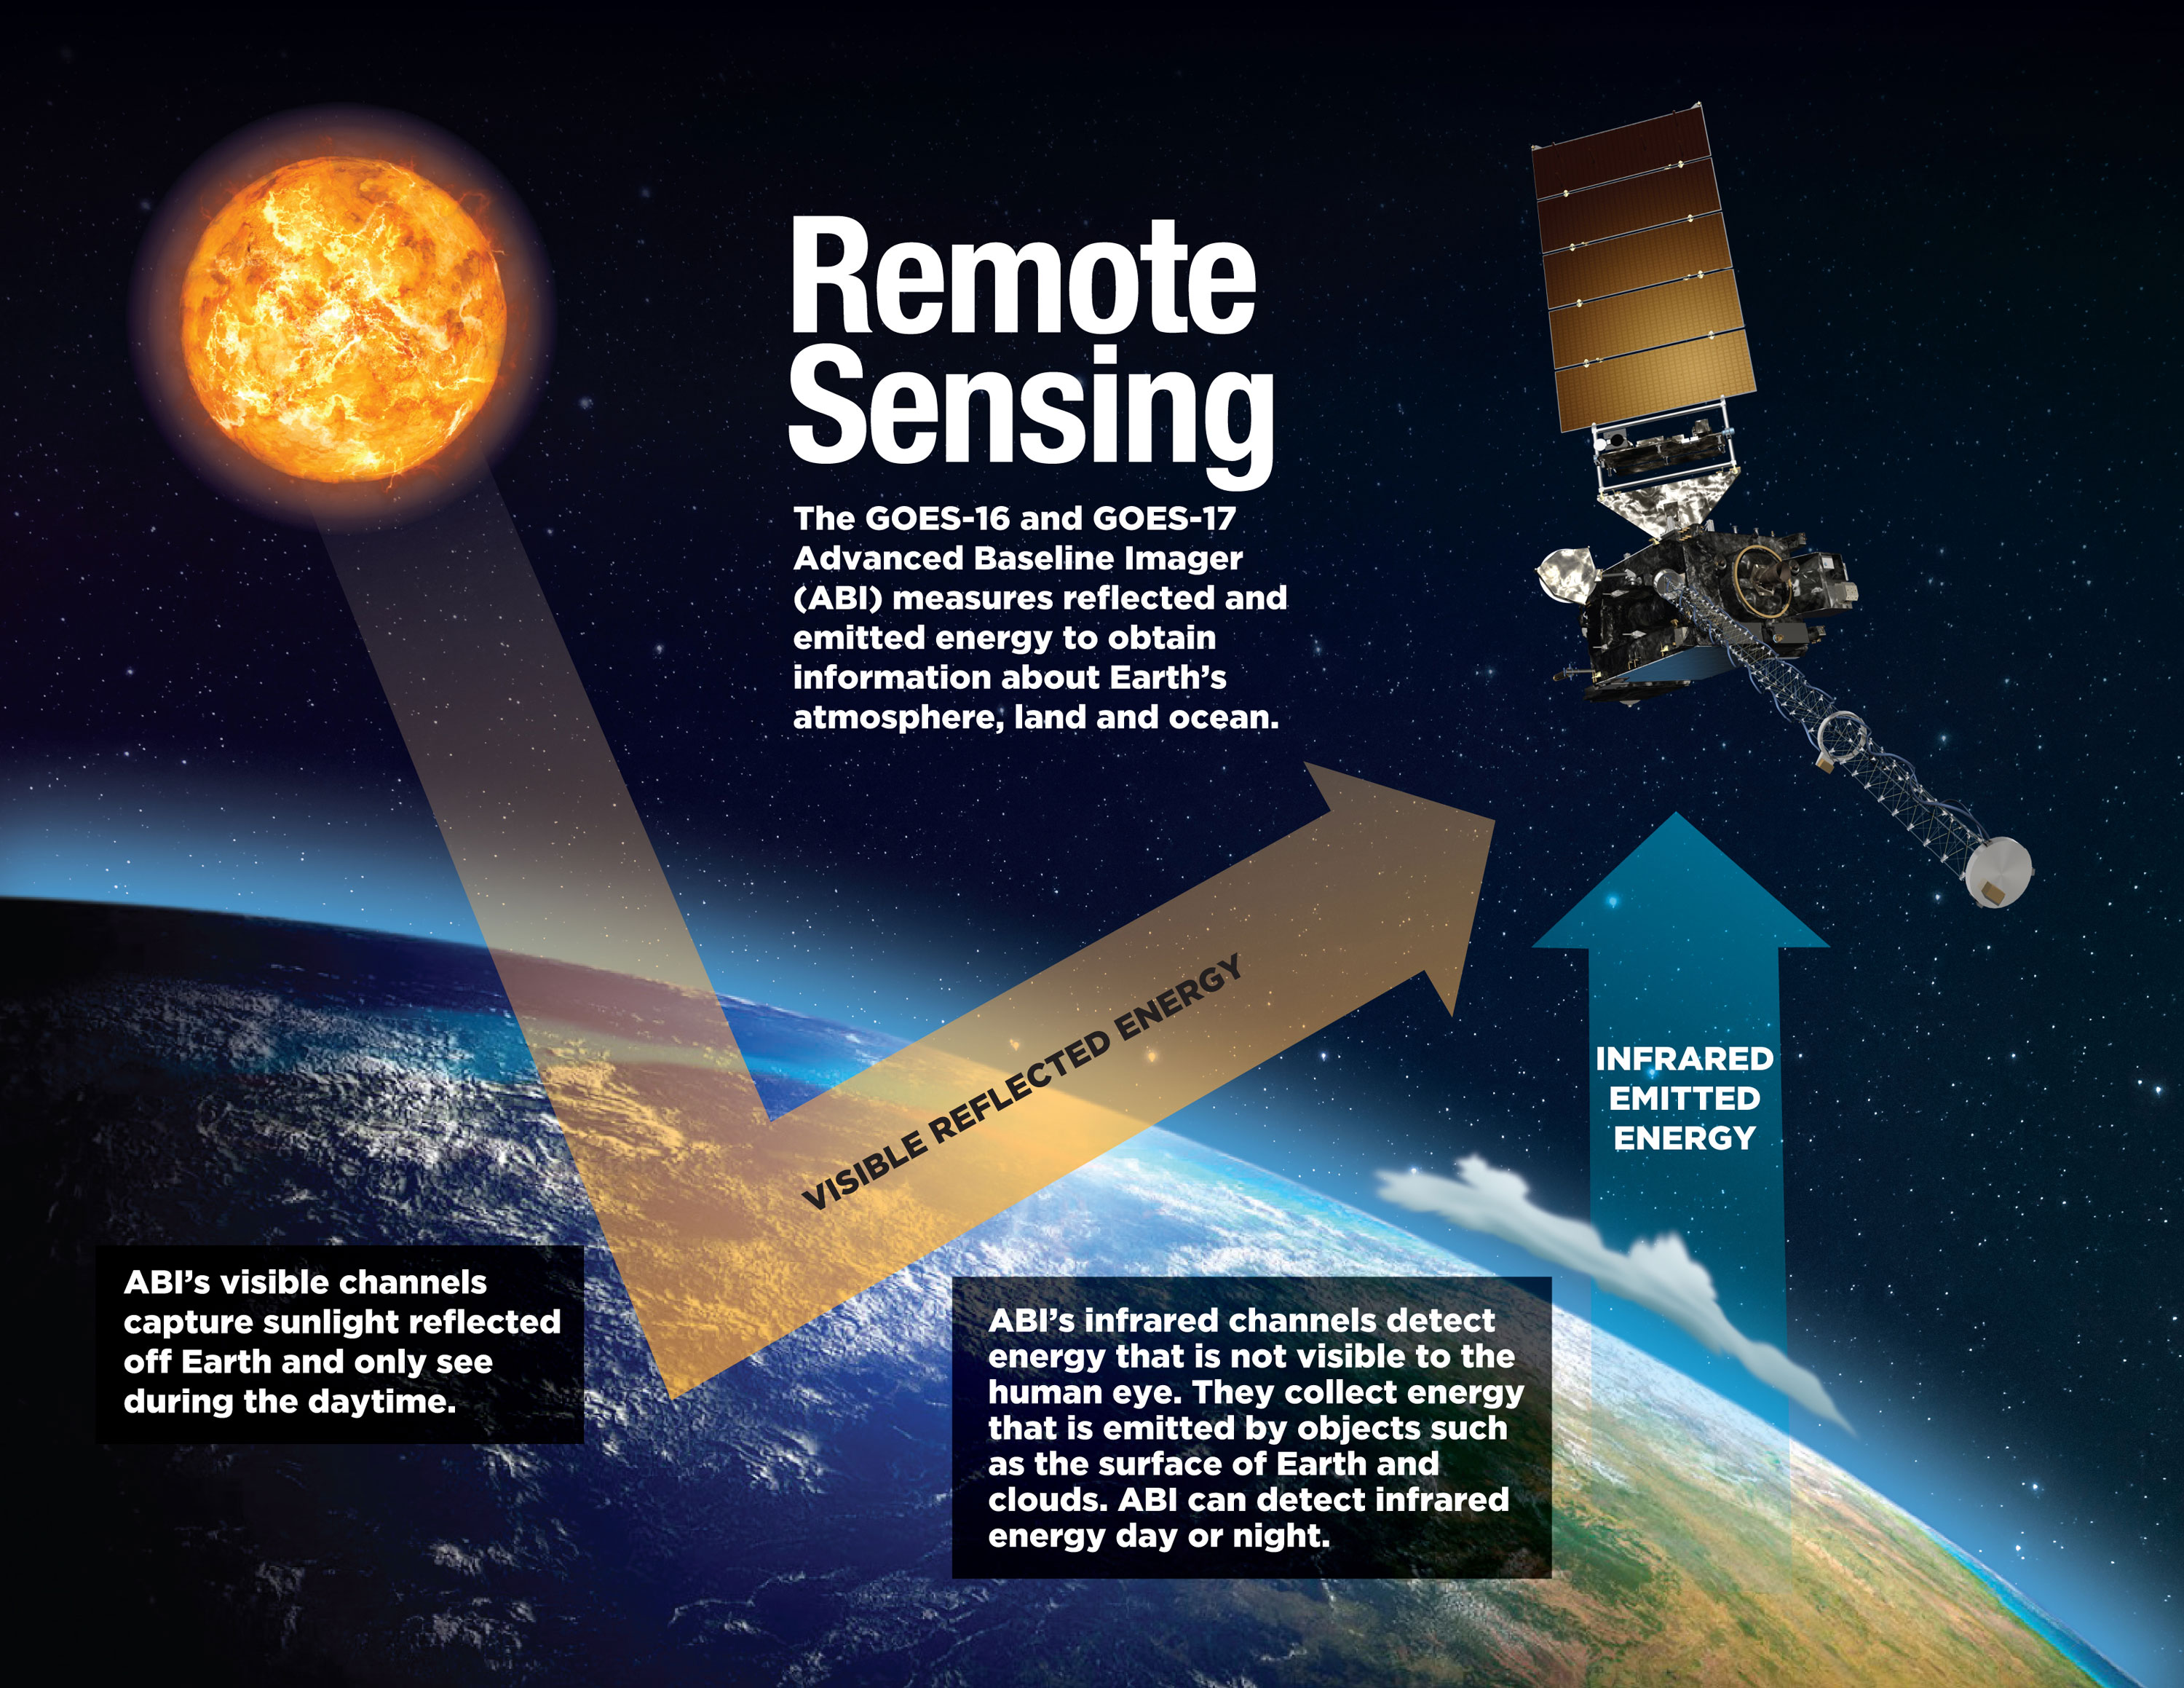 Remote
Sensing
The GOES-16 and GOES-17
Advanced Baseline Imager
(ABI) measures reflected and
emitted energy to obtain
information about Earth’s
atmosphere, land and ocean.
VISIBLE REFLECTED ENERGY
INFRARED
EMITTED
ENERGY
ABI’s visible channels
capture sunlight reflected
off Earth and only see
during the daytime.
ABI’s infrared channels detect
energy that is not visible to the
human eye. They collect energy
that is emitted by objects such
as the surface of Earth and
clouds. ABI can detect infrared
energy day or night.